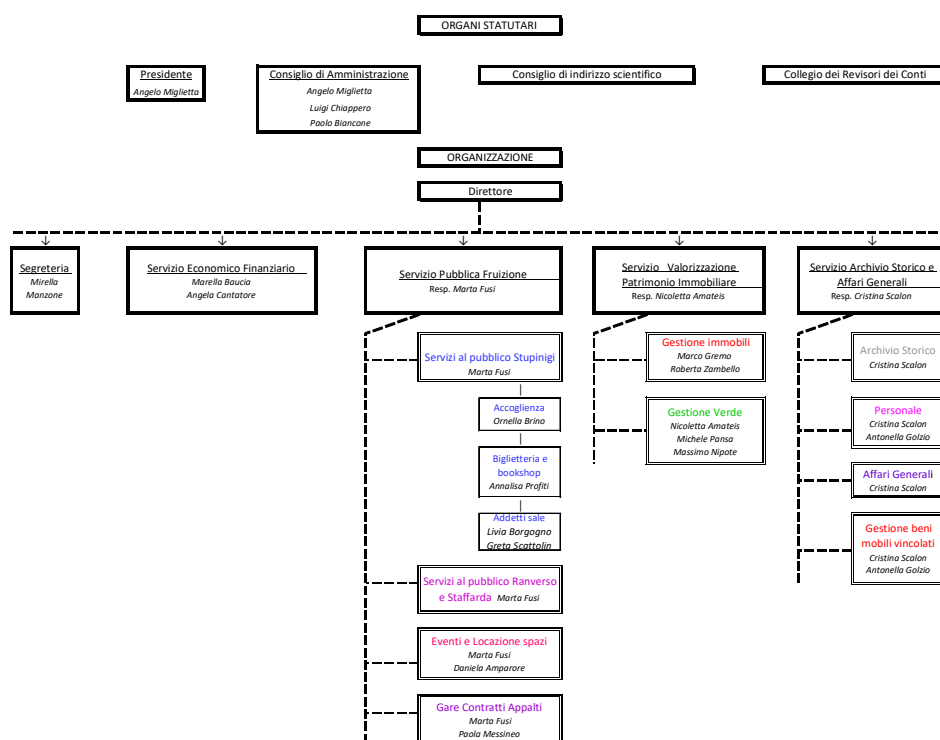 ORGANI STATUTARI
Presidente
Angelo Miglietta
Consiglio di Amministrazione
Angelo Miglietta
Luigi Chiappero
Paolo Biancone
Consiglio di indirizzo scientifico
Collegio dei Revisori dei Conti
ORGANIZZAZIONE
Direttore
Segreteria
Mirella
Manzone
Servizio Economico Finanziario
Marella Baucia
Angela Cantatore
Servizio Pubblica Fruizione
Resp. Marta Fusi
Servizi al pubblico Stupinigi
Marta Fusi
Accoglienza
Ornella Brino
Biglietteria e
bookshop
Annalisa Profiti
Addetti sale
Livia Borgogno
Greta Scattolin
Servizi al pubblico Ranverso
e Staffarda Marta Fusi
Eventi e Locazione spazi
Marta Fusi
Daniela Amparore
Gare Contratti Appalti
Marta Fusi
Paola Messineo
Servizio Valorizzazione
Patrimonio Immobiliare
Resp. Nicoletta Amateis
Gestione immobili
Marco Gremo
Roberta Zambello
Gestione Verde
Nicoletta Amateis
Michele Pansa
Massimo Nipote
Servizio Archivio Storico e
Affari Generali
Resp. Cristina Scalon
Archivio Storico
Cristina Scalon
Personale
Cristina Scalon
Antonella Golzio
Affari Generali
Cristina Scalon
Gestione beni
mobili vincolati
Cristina Scalon
Antonella Golzio